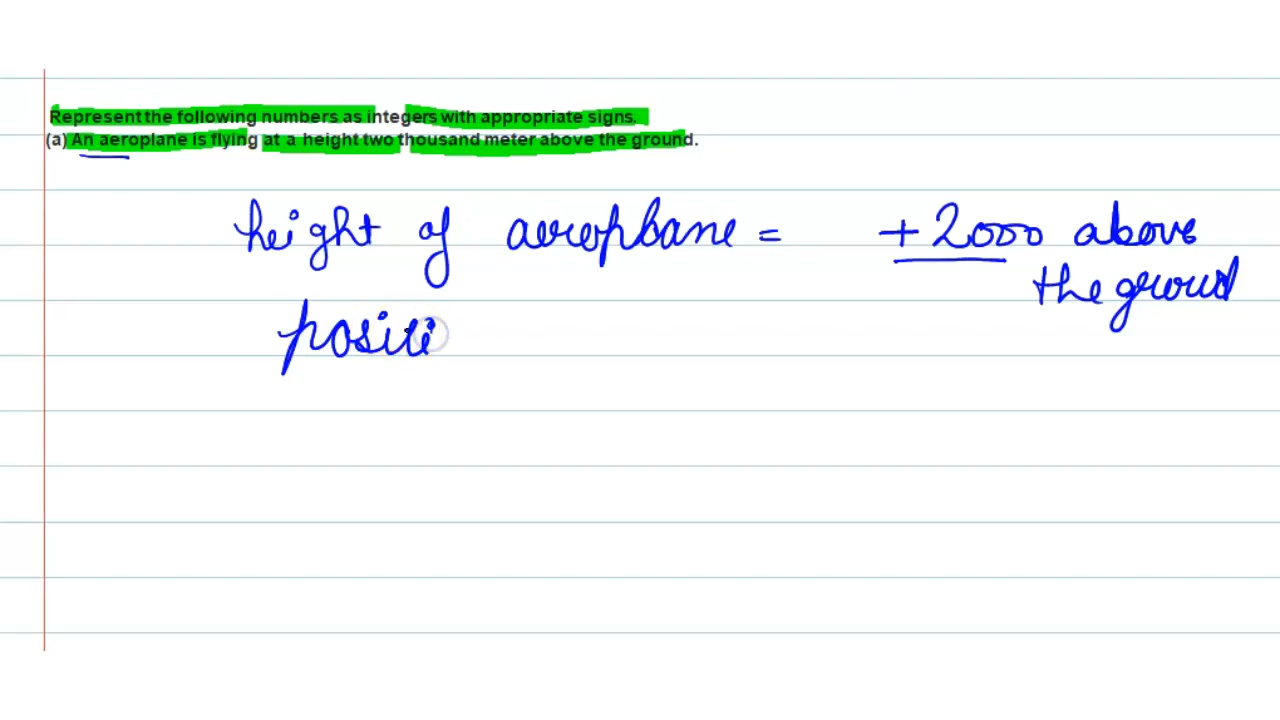 Represent the following numbers as integers with appropriate signs.
(a) An aeroplane is flying at a height two thousand meter above the ground.
height of aeroplane = +2000 above
the ground
positi